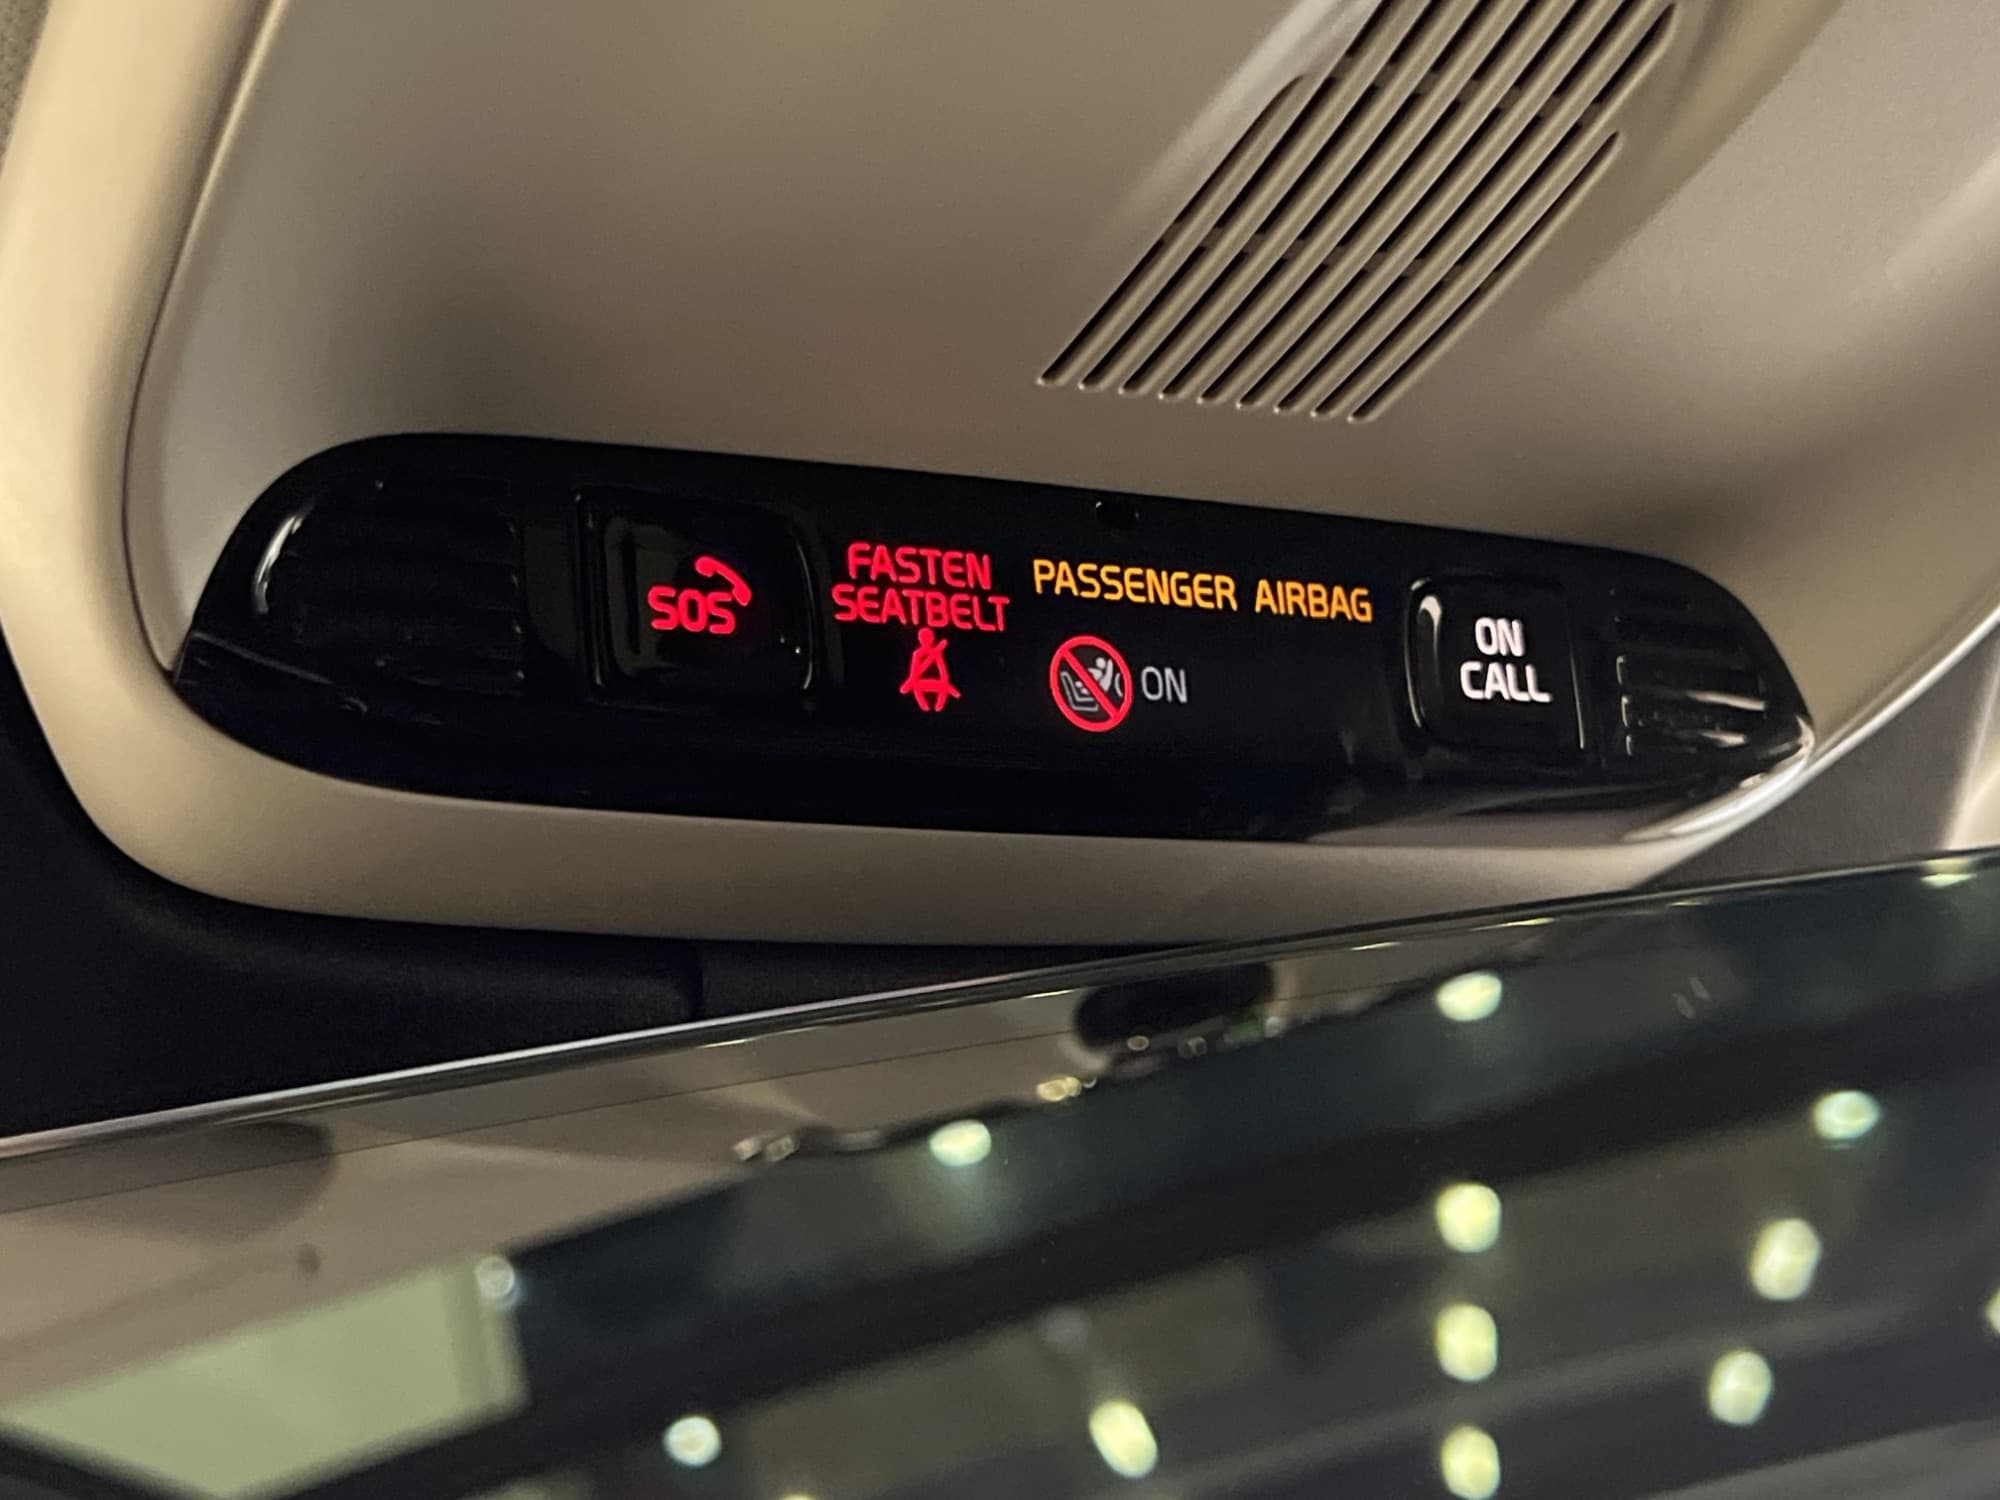 SOS
FASTEN
SEATBELT
PASSENGER AIRBAG
ON
ON
CALL